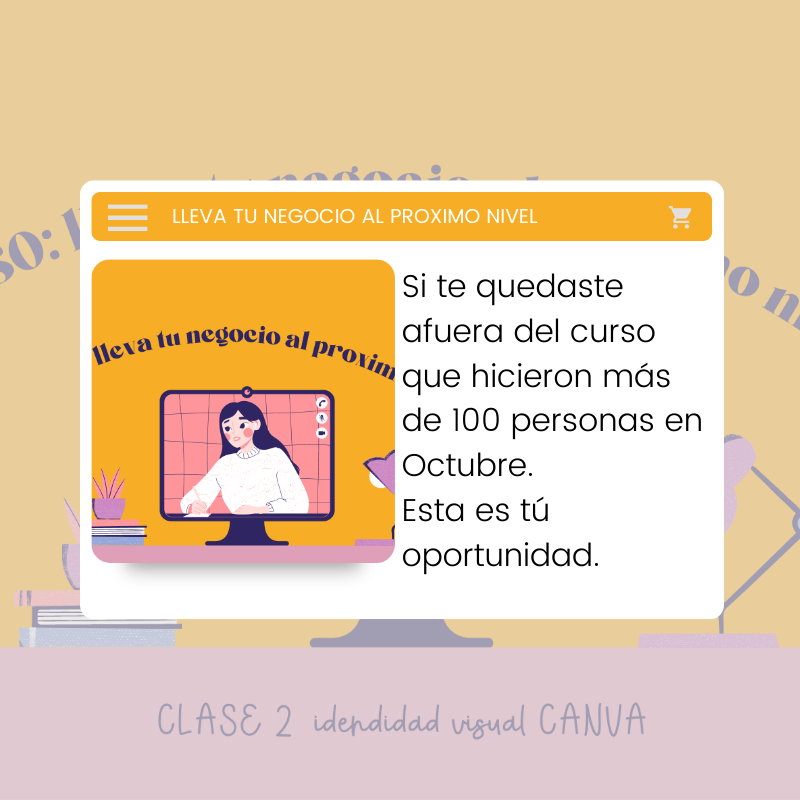 LLEVA TU NEGOCIO AL PROXIMO NIVEL
lleva tu negocio al proxim
Si te quedaste
afuera del curso
que hicieron más
de 100 personas en
Octubre.
Esta es tú
oportunidad.
CLASE 2 idendidad visual CANVA